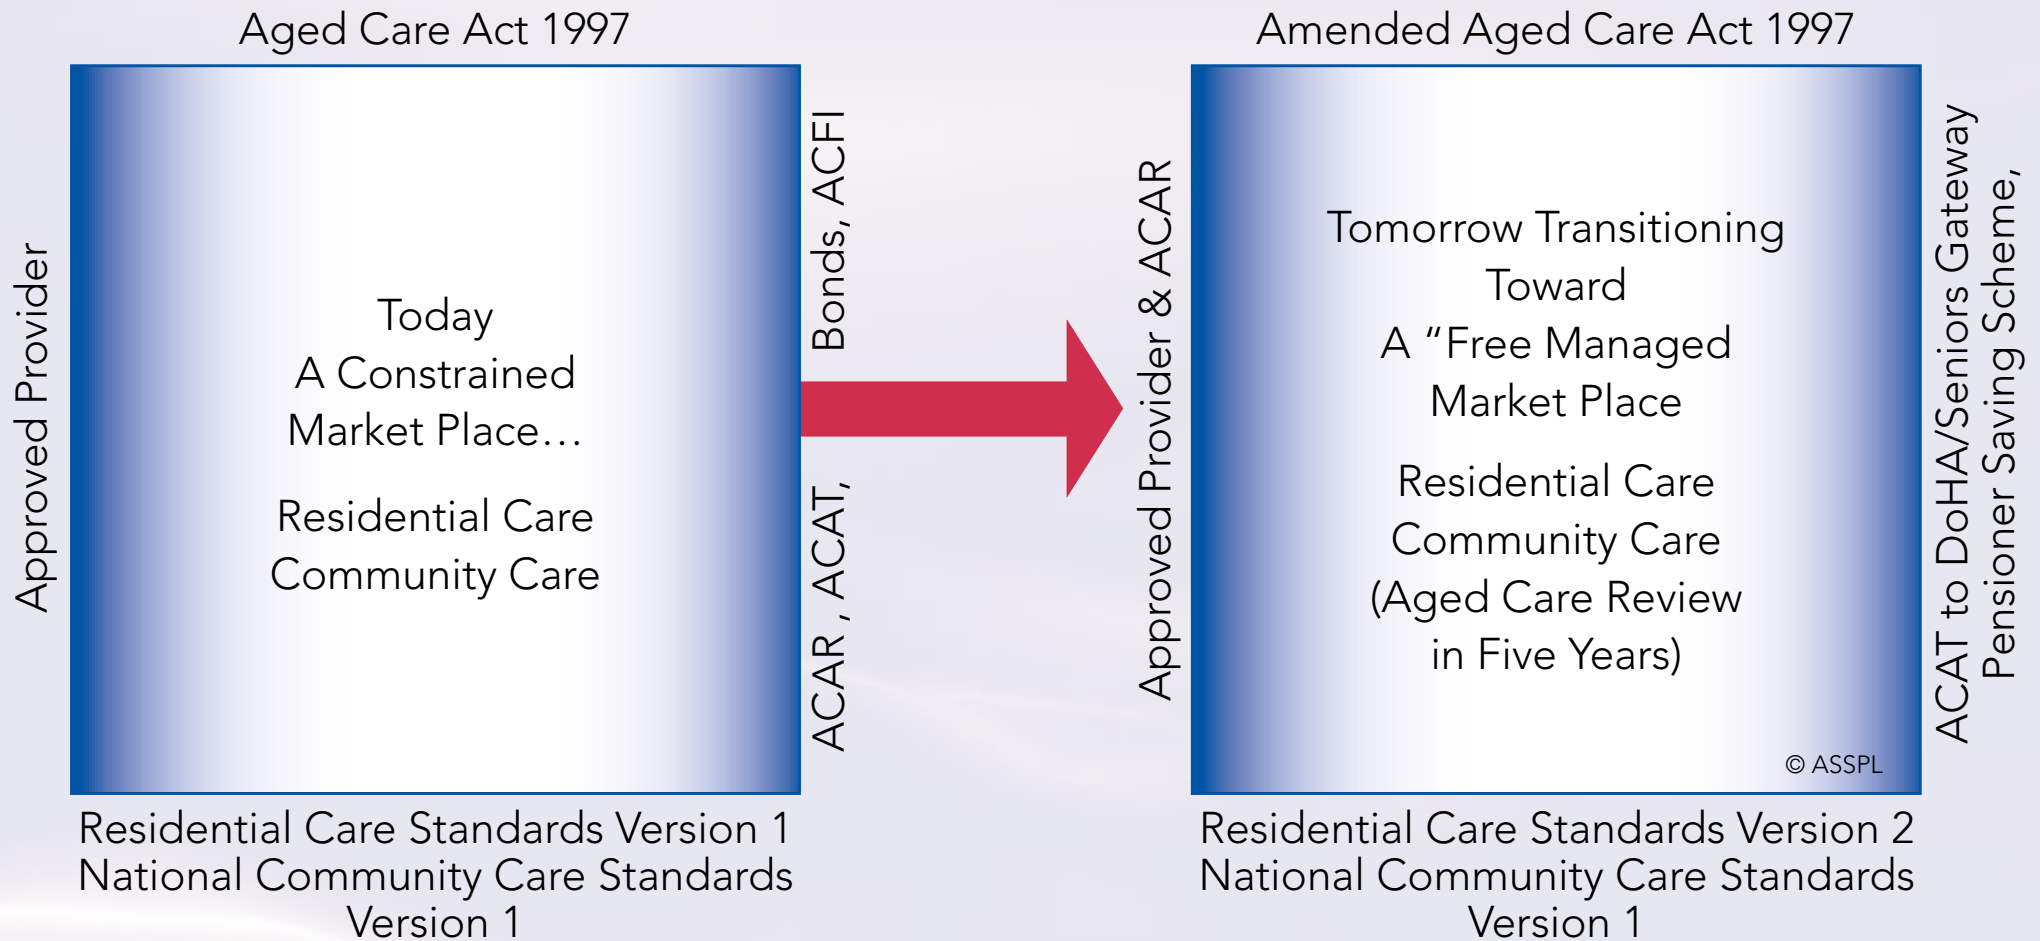 Aged Care Act 1997
Approved Provider
Today
A Constrained
Market Place…
Residential Care
Community Care
Bonds, ACFI
ACAR , ACAT,
Residential Care Standards Version 1
National Community Care Standards
Version 1
Amended Aged Care Act 1997
Approved Provider & ACAR
Tomorrow Transitioning
Toward
A “Free Managed
Market Place
Residential Care
Community Care
(Aged Care Review
in Five Years)
© ASSPL
ACAT to DoHA/Seniors Gateway
Pensioner Saving Scheme,
Residential Care Standards Version 2
National Community Care Standards
Version 1